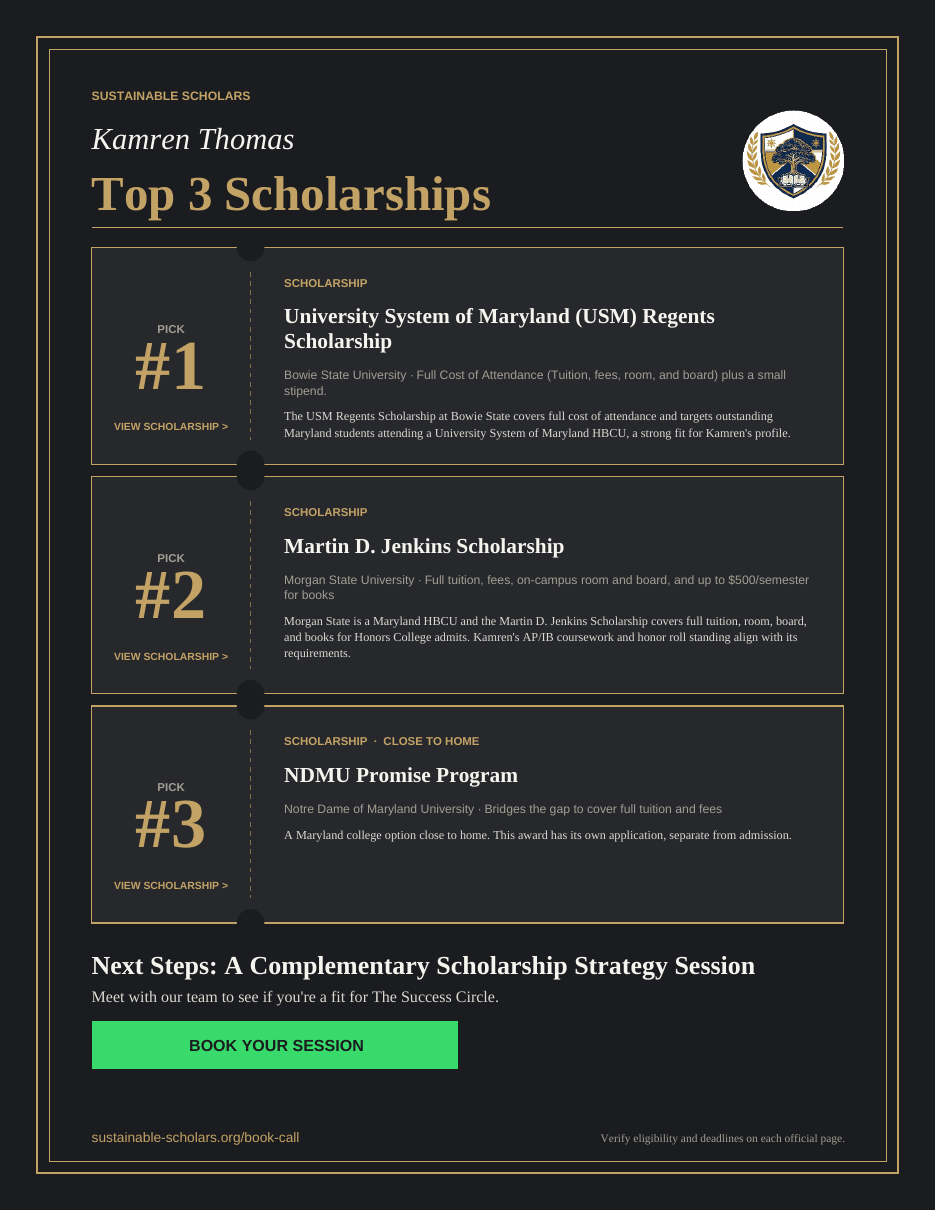 SUSTAINABLE SCHOLARS
Kamren Thomas
Top 3 Scholarships
SCHOLARSHIP
University System of Maryland (USM) Regents
Scholarship
PICK
#1
Bowie State University · Full Cost of Attendance (Tuition, fees, room, and board) plus a small
stipend.
The USM Regents Scholarship at Bowie State covers full cost of attendance and targets outstanding
Maryland students attending a University System of Maryland HBCU, a strong fit for Kamren's profile.
VIEW SCHOLARSHIP >
SCHOLARSHIP
Martin D. Jenkins Scholarship
PICK
#2
Morgan State University · Full tuition, fees, on-campus room and board, and up to $500/semester
for books
Morgan State is a Maryland HBCU and the Martin D. Jenkins Scholarship covers full tuition, room, board,
and books for Honors College admits. Kamren's AP/IB coursework and honor roll standing align with its
requirements.
VIEW SCHOLARSHIP >
SCHOLARSHIP · CLOSE TO HOME
NDMU Promise Program
PICK
#3
Notre Dame of Maryland University · Bridges the gap to cover full tuition and fees
A Maryland college option close to home. This award has its own application, separate from admission.
VIEW SCHOLARSHIP >
Next Steps: A Complementary Scholarship Strategy Session
Meet with our team to see if you're a fit for The Success Circle.
BOOK YOUR SESSION
sustainable-scholars.org/book-call
Verify eligibility and deadlines on each official page.